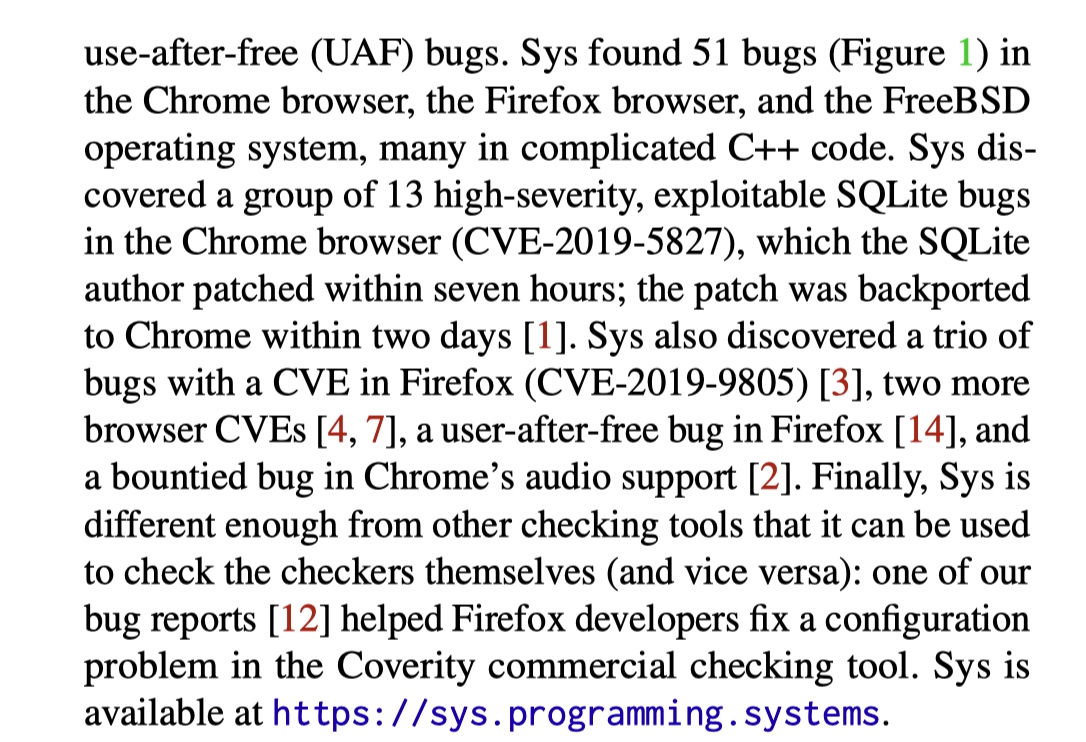 use-after-free (UAF) bugs. Sys found 51 bugs (Figure 1) in
the Chrome browser, the Firefox browser, and the FreeBSD
operating system, many in complicated C++ code. Sys dis-
covered a group of 13 high-severity, exploitable SQLite bugs
in the Chrome browser (CVE-2019-5827), which the SQLite
author patched within seven hours; the patch was backported
to Chrome within two days [1]. Sys also discovered a trio of
bugs with a CVE in Firefox (CVE-2019-9805) [3], two more
browser CVEs [4, 7], a user-after-free bug in Firefox [14], and
a bountied bug in Chrome’s audio support [2]. Finally, Sys is
different enough from other checking tools that it can be used
to check the checkers themselves (and vice versa): one of our
bug reports [12] helped Firefox developers fix a configuration
problem in the Coverity commercial checking tool. Sys is
available at https://sys.programming.systems.